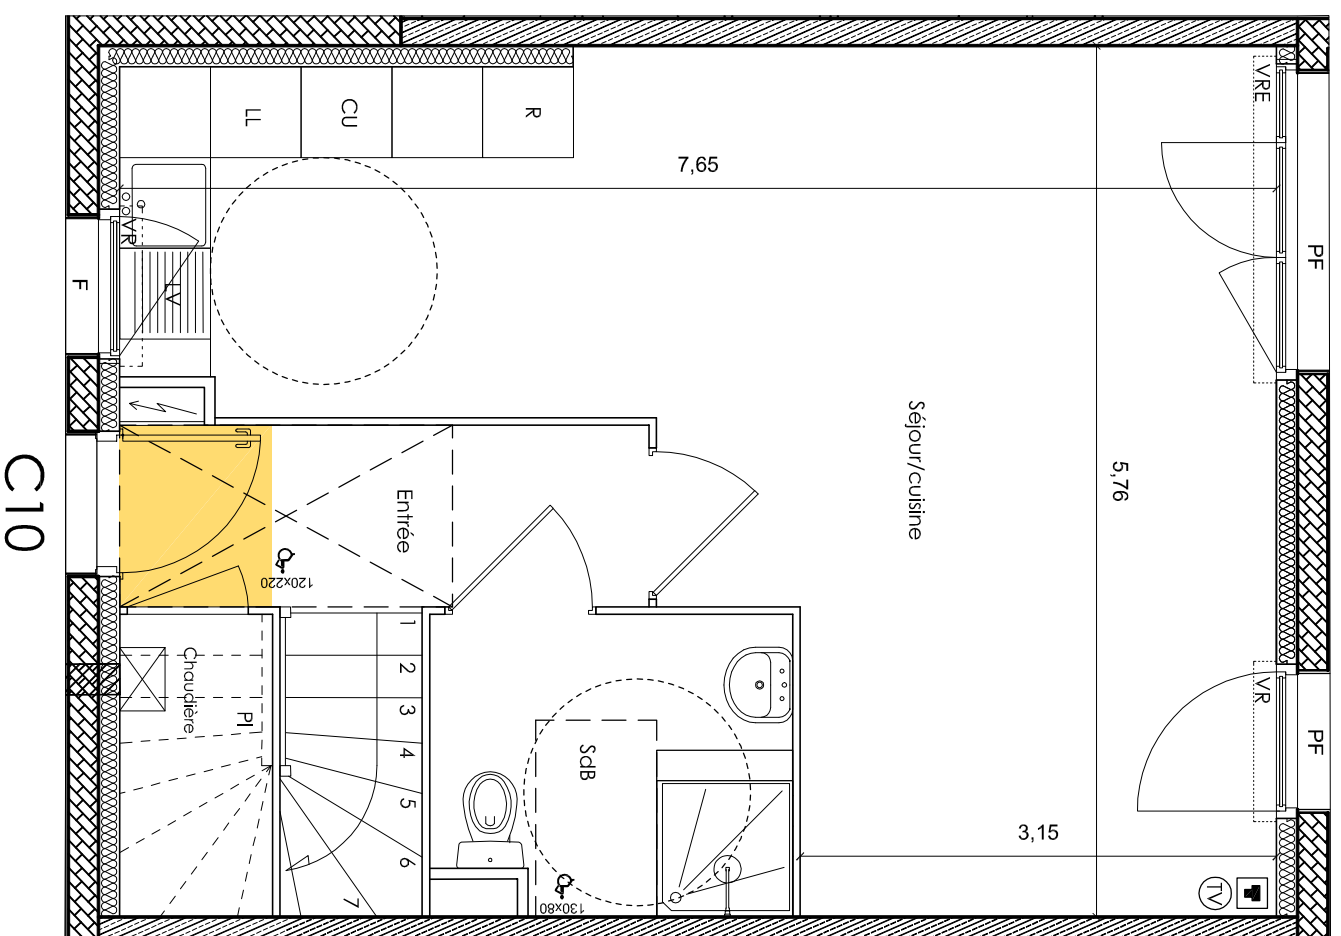 VRE
LL
CU
R
7,65
VR
PF
LV
F
Séjour/cuisine
5,76
C10
Entrée
120x220
1
2
3
4
5
6
7
Chaudière
Pl
SdB
130x80
VR
PF
3,15
TV